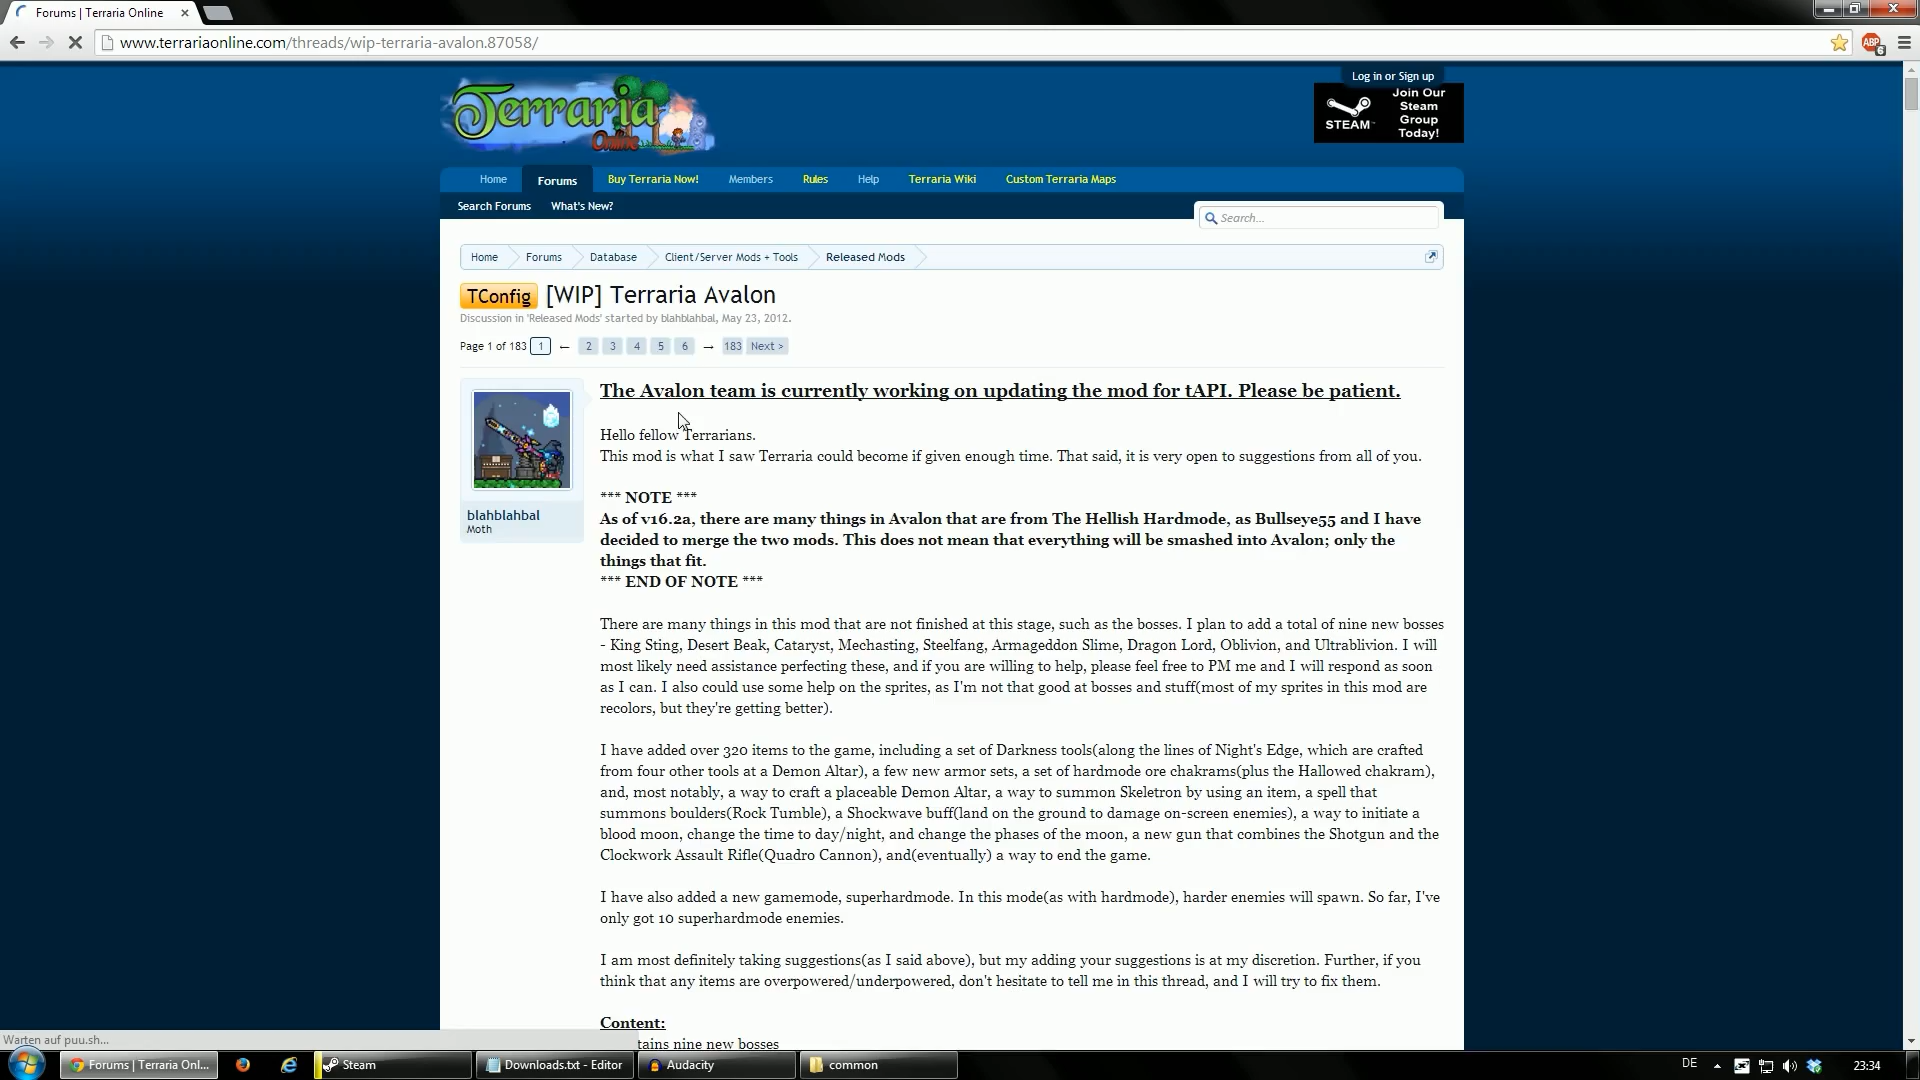 Forums | Terraria Online
www.terrariaonline.com/threads/wip-terraria-avalon.87058/
ABP
6
Log in or Sign up
Terraria
Online
STEAM
Join Our
Steam
Group
Today!
Home Forums Buy Terraria Now! Members Rules Help Terraria Wiki Custom Terraria Maps
Search Forums What's New?
Search...
Home Forums Database Client/Server Mods + Tools Released Mods
TConfig [WIP] Terraria Avalon
Discussion in 'Released Mods' started by blahblahbal, May 23, 2012.
Page 1 of 183 1 ← 2 3 4 5 6 → 183 Next >
blahblahbal
Moth
The Avalon team is currently working on updating the mod for tAPI. Please be patient.
Hello fellow Terrarians.
This mod is what I saw Terraria could become if given enough time. That said, it is very open to suggestions from all of you.
*** NOTE ***
As of v16.2a, there are many things in Avalon that are from The Hellish Hardmode, as Bullseye55 and I have
decided to merge the two mods. This does not mean that everything will be smashed into Avalon; only the
things that fit.
*** END OF NOTE ***
There are many things in this mod that are not finished at this stage, such as the bosses. I plan to add a total of nine new bosses
- King Sting, Desert Beak, Cataryst, Mechasting, Steelfang, Armageddon Slime, Dragon Lord, Oblivion, and Ultrablivion. I will
most likely need assistance perfecting these, and if you are willing to help, please feel free to PM me and I will respond as soon
as I can. I also could use some help on the sprites, as I'm not that good at bosses and stuff(most of my sprites in this mod are
recolors, but they're getting better).
I have added over 320 items to the game, including a set of Darkness tools(along the lines of Night's Edge, which are crafted
from four other tools at a Demon Altar), a few new armor sets, a set of hardmode ore chakrams(plus the Hallowed chakram),
and, most notably, a way to craft a placeable Demon Altar, a way to summon Skeletron by using an item, a spell that
summons boulders(Rock Tumble), a Shockwave buff(land on the ground to damage on-screen enemies), a way to initiate a
blood moon, change the time to day/night, and change the phases of the moon, a new gun that combines the Shotgun and the
Clockwork Assault Rifle(Quadro Cannon), and(eventually) a way to end the game.
I have also added a new gamemode, superhardmode. In this mode(as with hardmode), harder enemies will spawn. So far, I've
only got 10 superhardmode enemies.
I am most definitely taking suggestions(as I said above), but my adding your suggestions is at my discretion. Further, if you
think that any items are overpowered/underpowered, don't hesitate to tell me in this thread, and I will try to fix them.
Content:
tains nine new bosses
Warten auf puu.sh...
Forums | Terraria Onl... Steam Downloads.txt - Editor Audacity common DE 23:34